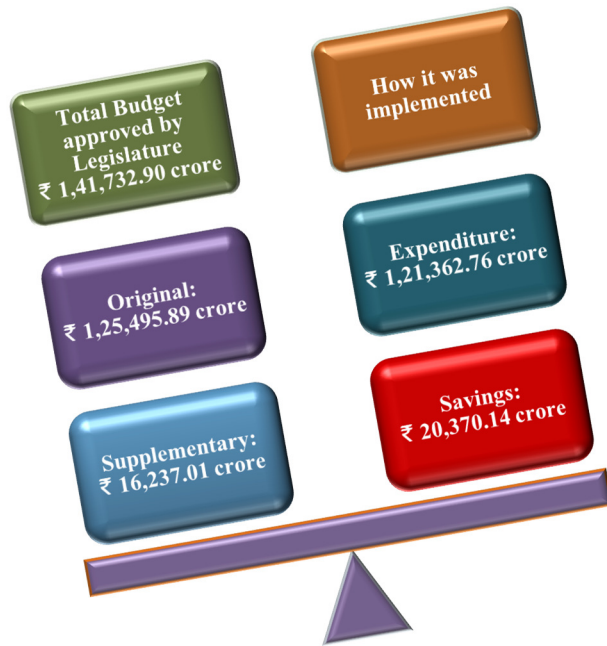 Total Budget
approved by
Legislature
₹ 1,41,732.90 crore
Original:
₹ 1,25,495.89 crore
Supplementary:
₹ 16,237.01 crore
How it was
implemented
Expenditure:
₹ 1,21,362.76 crore
Savings:
₹ 20,370.14 crore